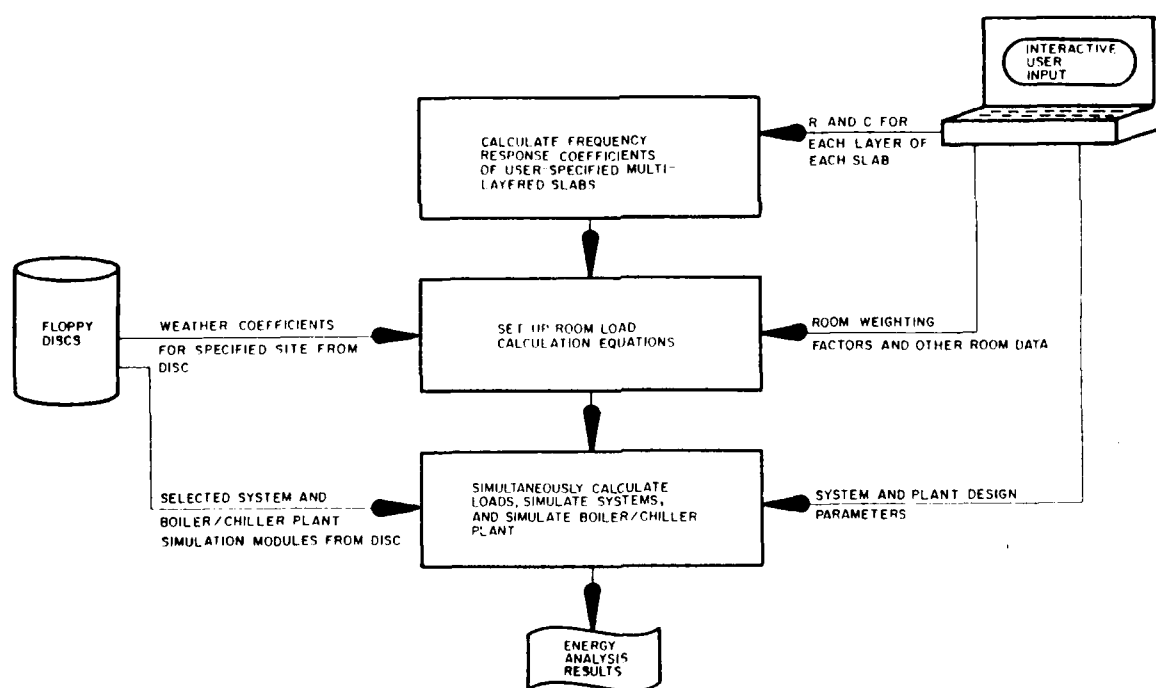 INTERACTIVE
USER
INPUT
R AND C FOR
EACH LAYER OF
EACH SLAB
CALCULATE FREQUENCY
RESPONSE COEFFICIENTS
OF USER-SPECIFIED MULTI-
LAYERED SLABS
FLOPPY
DISCS
WEATHER COEFFICIENTS
FOR SPECIFIED SITE FROM
DISC
SET UP ROOM LOAD
CALCULATION EQUATIONS
ROOM WEIGHTING
FACTORS AND OTHER ROOM DATA
SELECTED SYSTEM AND
BOILER/CHILLER PLANT
SIMULATION MODULES FROM DISC
SIMULTANEOUSLY CALCULATE
LOADS, SIMULATE SYSTEMS,
AND SIMULATE BOILER/CHILLER
PLANT
SYSTEM AND PLANT DESIGN
PARAMETERS
ENERGY
ANALYSIS
RESULTS